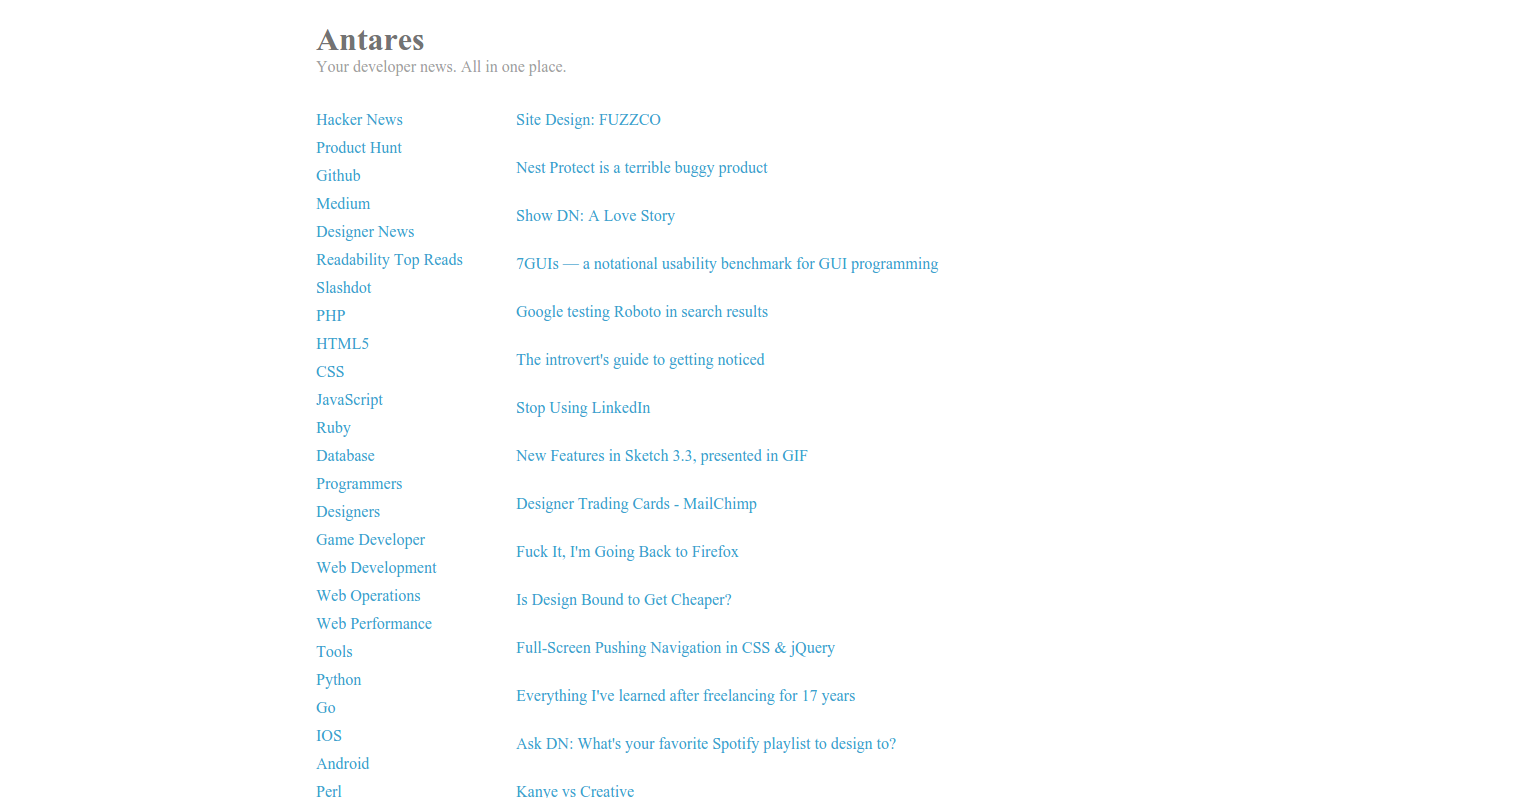 Antares
Your developer news. All in one place.
Hacker News
Product Hunt
Github
Medium
Designer News
Readability Top Reads
Slashdot
PHP
HTML5
CSS
JavaScript
Ruby
Database
Programmers
Designers
Game Developer
Web Development
Web Operations
Web Performance
Tools
Python
Go
IOS
Android
Perl
Site Design: FUZZCO
Nest Protect is a terrible buggy product
Show DN: A Love Story
7GUIs — a notational usability benchmark for GUI programming
Google testing Roboto in search results
The introvert's guide to getting noticed
Stop Using LinkedIn
New Features in Sketch 3.3, presented in GIF
Designer Trading Cards - MailChimp
Fuck It, I'm Going Back to Firefox
Is Design Bound to Get Cheaper?
Full-Screen Pushing Navigation in CSS & jQuery
Everything I've learned after freelancing for 17 years
Ask DN: What's your favorite Spotify playlist to design to?
Kanye vs Creative